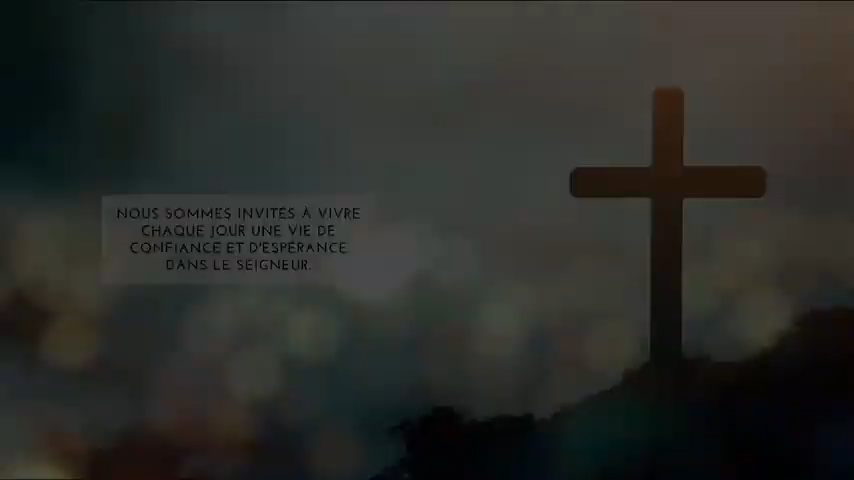 NOUS SOMMES INVITÉS À VIVRE
CHAQUE JOUR UNE VIE DE
CONFIANCE ET D'ESPÉRANCE
DANS LE SEIGNEUR.